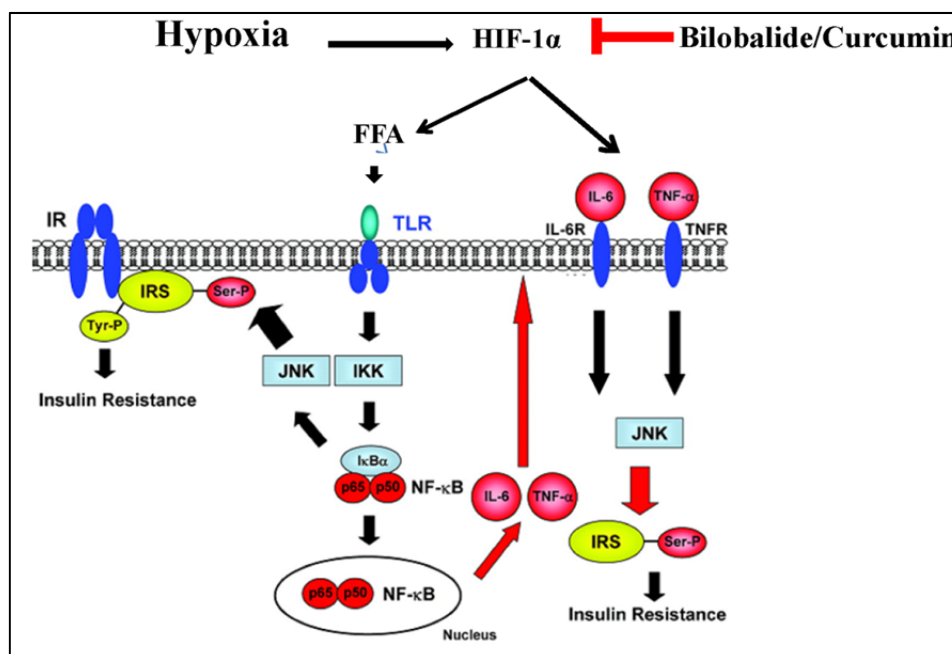 Hypoxia
HIF-1α
Bilobalide/Curcumin
FFA
IL-6
TNF-α
IR
TLR
IL-6R
TNFR
IRS
Ser-P
Tyr-P
Insulin Resistance
JNK
IKK
JNK
IκBα
p65 p50
NF-κB
IL-6
TNF-α
IRS
Ser-P
p65 p50
NF-κB
Nucleus
Insulin Resistance